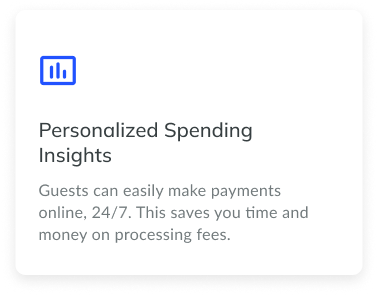 Personalized Spending
Insights
Guests can easily make payments
online, 24/7. This saves you time and
money on processing fees.